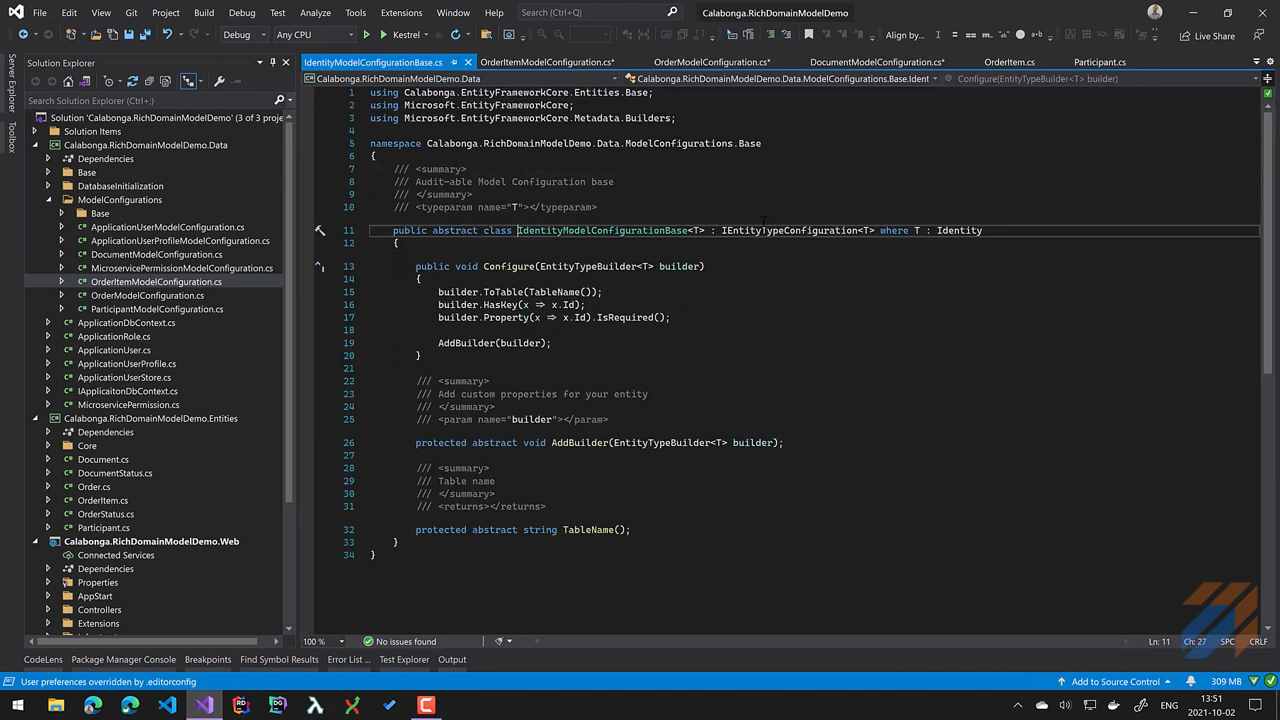 File Edit View Git Project Build Debug Test Analyze Tools Extensions Window Help Search (Ctrl+Q) Calabonga.RichDomainModelDemo
Debug Any CPU Kestrel Align by... Live Share
Server Explorer
Toolbox
Solution Explorer
Search Solution Explorer (Ctrl+;)
Solution 'Calabonga.RichDomainModelDemo' (3 of 3 proje
Solution Items
Calabonga.RichDomainModelDemo.Data
Dependencies
Base
DatabaseInitialization
ModelConfigurations
Base
ApplicationUserModelConfiguration.cs
ApplicationUserProfileModelConfiguration.cs
DocumentModelConfiguration.cs
MicroservicePermissionModelConfiguration.cs
OrderItemModelConfiguration.cs
OrderModelConfiguration.cs
ParticipantModelConfiguration.cs
ApplicationDbContext.cs
ApplicationRole.cs
ApplicationUser.cs
ApplicationUserProfile.cs
ApplicationUserStore.cs
IApplicaitonDbContext.cs
MicroservicePermission.cs
Calabonga.RichDomainModelDemo.Entities
Dependencies
Core
Document.cs
DocumentStatus.cs
Order.cs
OrderItem.cs
OrderStatus.cs
Participant.cs
Calabonga.RichDomainModelDemo.Web
Connected Services
Dependencies
Properties
AppStart
Controllers
Extensions
IdentityModelConfigurationBase.cs OrderItemModelConfiguration.cs* OrderModelConfiguration.cs* DocumentModelConfiguration.cs* OrderItem.cs Participant.cs
Calabonga.RichDomainModelDemo.Data Calabonga.RichDomainModelDemo.Data.ModelConfigurations.Base.Ident Configure(EntityTypeBuilder<T> builder)
1 using Calabonga.EntityFrameworkCore.Entities.Base;
2 using Microsoft.EntityFrameworkCore;
3 using Microsoft.EntityFrameworkCore.Metadata.Builders;
4
5 namespace Calabonga.RichDomainModelDemo.Data.ModelConfigurations.Base
6 {
7 /// <summary>
8 /// Audit-able Model Configuration base
9 /// </summary>
10 /// <typeparam name="T"></typeparam>
11 public abstract class IdentityModelConfigurationBase<T> : IEntityTypeConfiguration<T> where T : Identity
12 {
13 public void Configure(EntityTypeBuilder<T> builder)
14 {
15 builder.ToTable(TableName());
16 builder.HasKey(x => x.Id);
17 builder.Property(x => x.Id).IsRequired();
18
19 AddBuilder(builder);
20 }
21
22 /// <summary>
23 /// Add custom properties for your entity
24 /// </summary>
25 /// <param name="builder"></param>
26 protected abstract void AddBuilder(EntityTypeBuilder<T> builder);
27
28 /// <summary>
29 /// Table name
30 /// </summary>
31 /// <returns></returns>
32 protected abstract string TableName();
33 }
34 }
100 % No issues found Ln: 11 Ch: 27 SPC CRLF
CodeLens Package Manager Console Breakpoints Find Symbol Results Error List ... Test Explorer Output
User preferences overridden by .editorconfig Add to Source Control 309 MB
ENG 13:51
2021-10-02